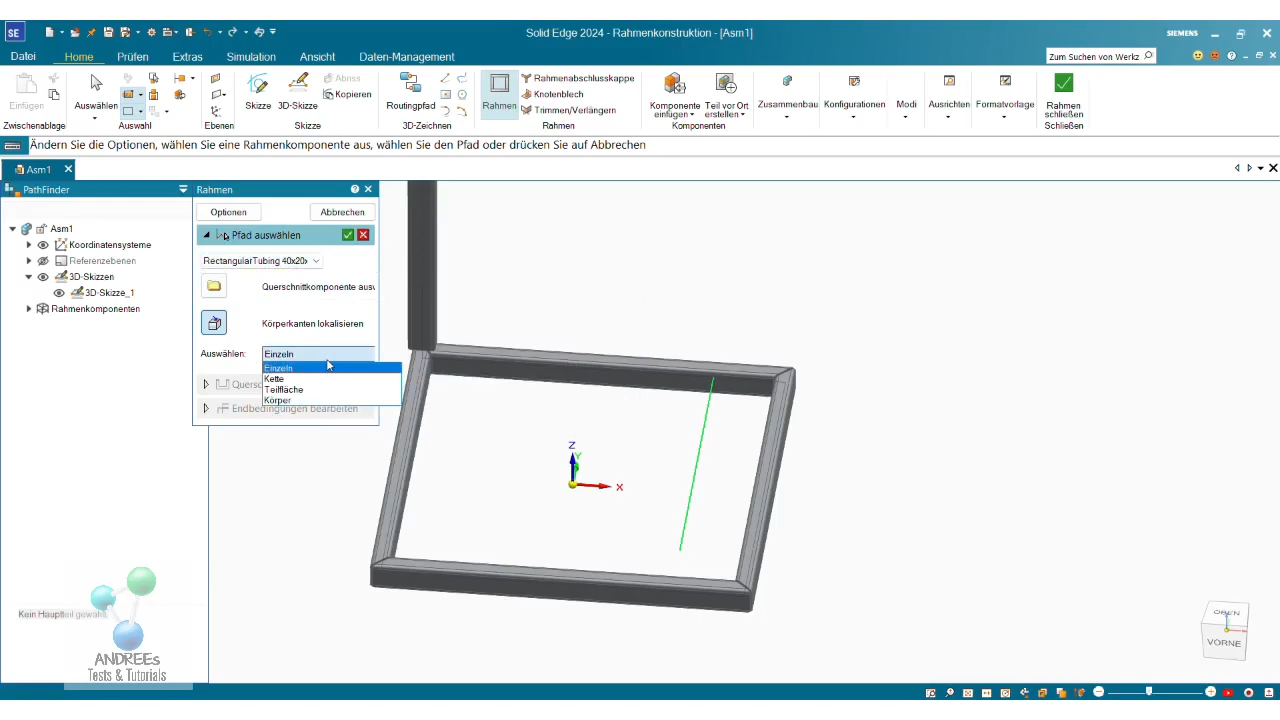 SE
Solid Edge 2024 - Rahmenkonstruktion - [Asm1]
SIEMENS
Datei Home Prüfen Extras Simulation Ansicht Daten-Management
Zum Suchen von Werkz
Einfügen
Zwischenablage
Auswählen
Auswahl
Ebenen
Skizze
3D-Skizze
Abriss
Kopieren
Skizze
Routingpfad
3D-Zeichnen
Rahmen
Rahmenabschlusskappe
Knotenblech
Trimmen/Verlängern
Rahmen
Komponente einfügen
Teil vor Ort erstellen
Komponenten
Zusammenbau
Konfigurationen
Modi
Ausrichten
Formatvorlage
Rahmen schließen
Schließen
Ändern Sie die Optionen, wählen Sie eine Rahmenkomponente aus, wählen Sie den Pfad oder drücken Sie auf Abbrechen
Asm1
PathFinder
Asm1
Koordinatensysteme
Referenzebenen
3D-Skizzen
3D-Skizze_1
Rahmenkomponenten
Kein Hauptteil gewählt.
Rahmen
Optionen Abbrechen
Pfad auswählen
RectangularTubing 40x20x
Querschnittkomponente ausw
Körperkanten lokalisieren
Auswählen: Einzeln
Einzeln
Kette
Teilfläche
Körper
Quersc
Endbedingungen bearbeiten
Z
Y
X
OBEN
VORNE
ANDREEs
Tests & Tutorials